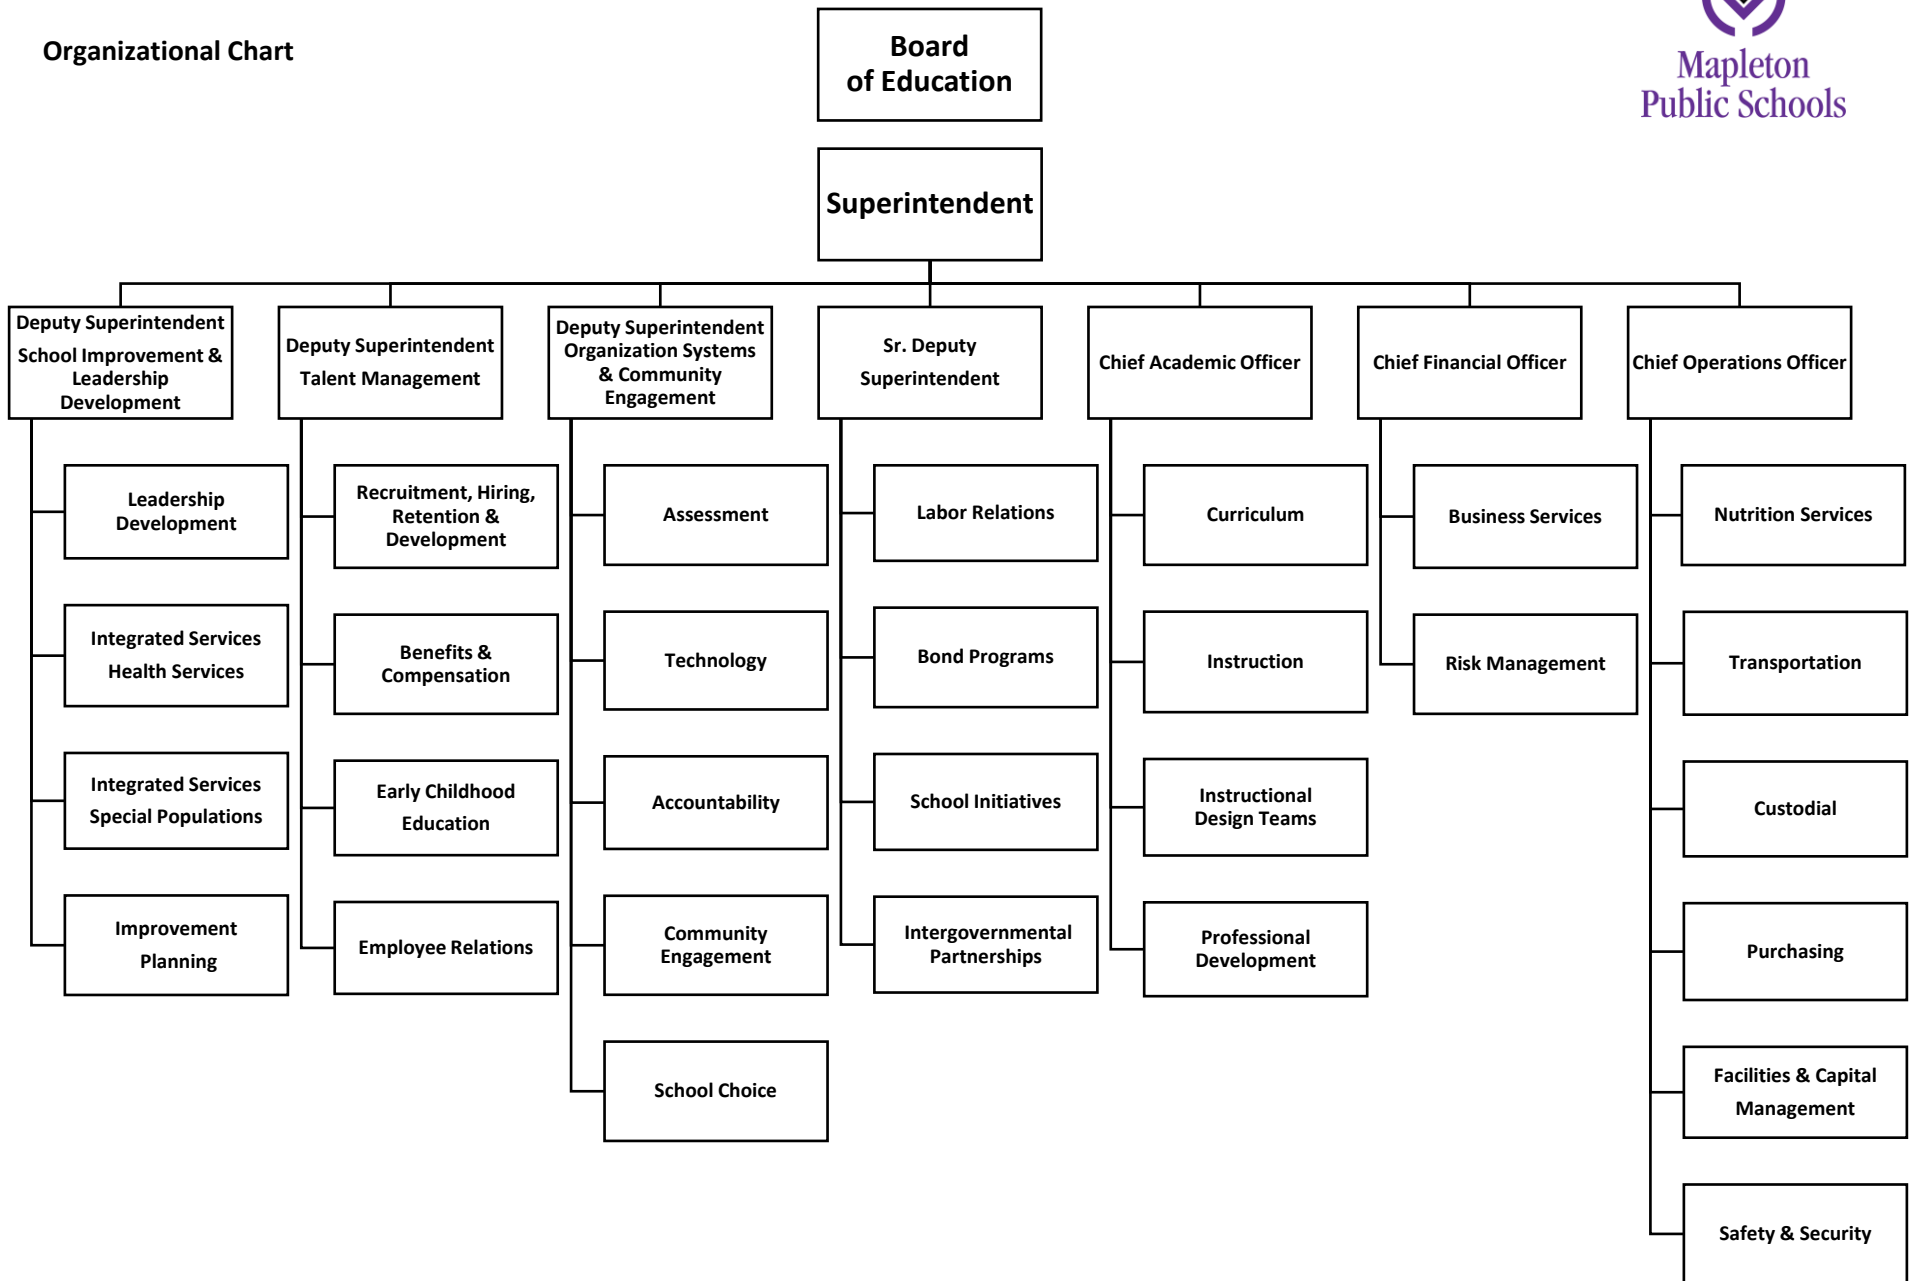 Organizational Chart
Board
of Education
Mapleton
Public Schools
Superintendent
Deputy Superintendent
School Improvement &
Leadership
Development
Deputy Superintendent
Talent Management
Deputy Superintendent
Organization Systems
& Community
Engagement
Sr. Deputy
Superintendent
Chief Academic Officer
Chief Financial Officer
Chief Operations Officer
Leadership
Development
Integrated Services
Health Services
Integrated Services
Special Populations
Improvement
Planning
Recruitment, Hiring,
Retention &
Development
Benefits &
Compensation
Early Childhood
Education
Employee Relations
Assessment
Technology
Accountability
Community
Engagement
School Choice
Labor Relations
Bond Programs
School Initiatives
Intergovernmental
Partnerships
Curriculum
Instruction
Instructional
Design Teams
Professional
Development
Business Services
Risk Management
Nutrition Services
Transportation
Custodial
Purchasing
Facilities & Capital
Management
Safety & Security